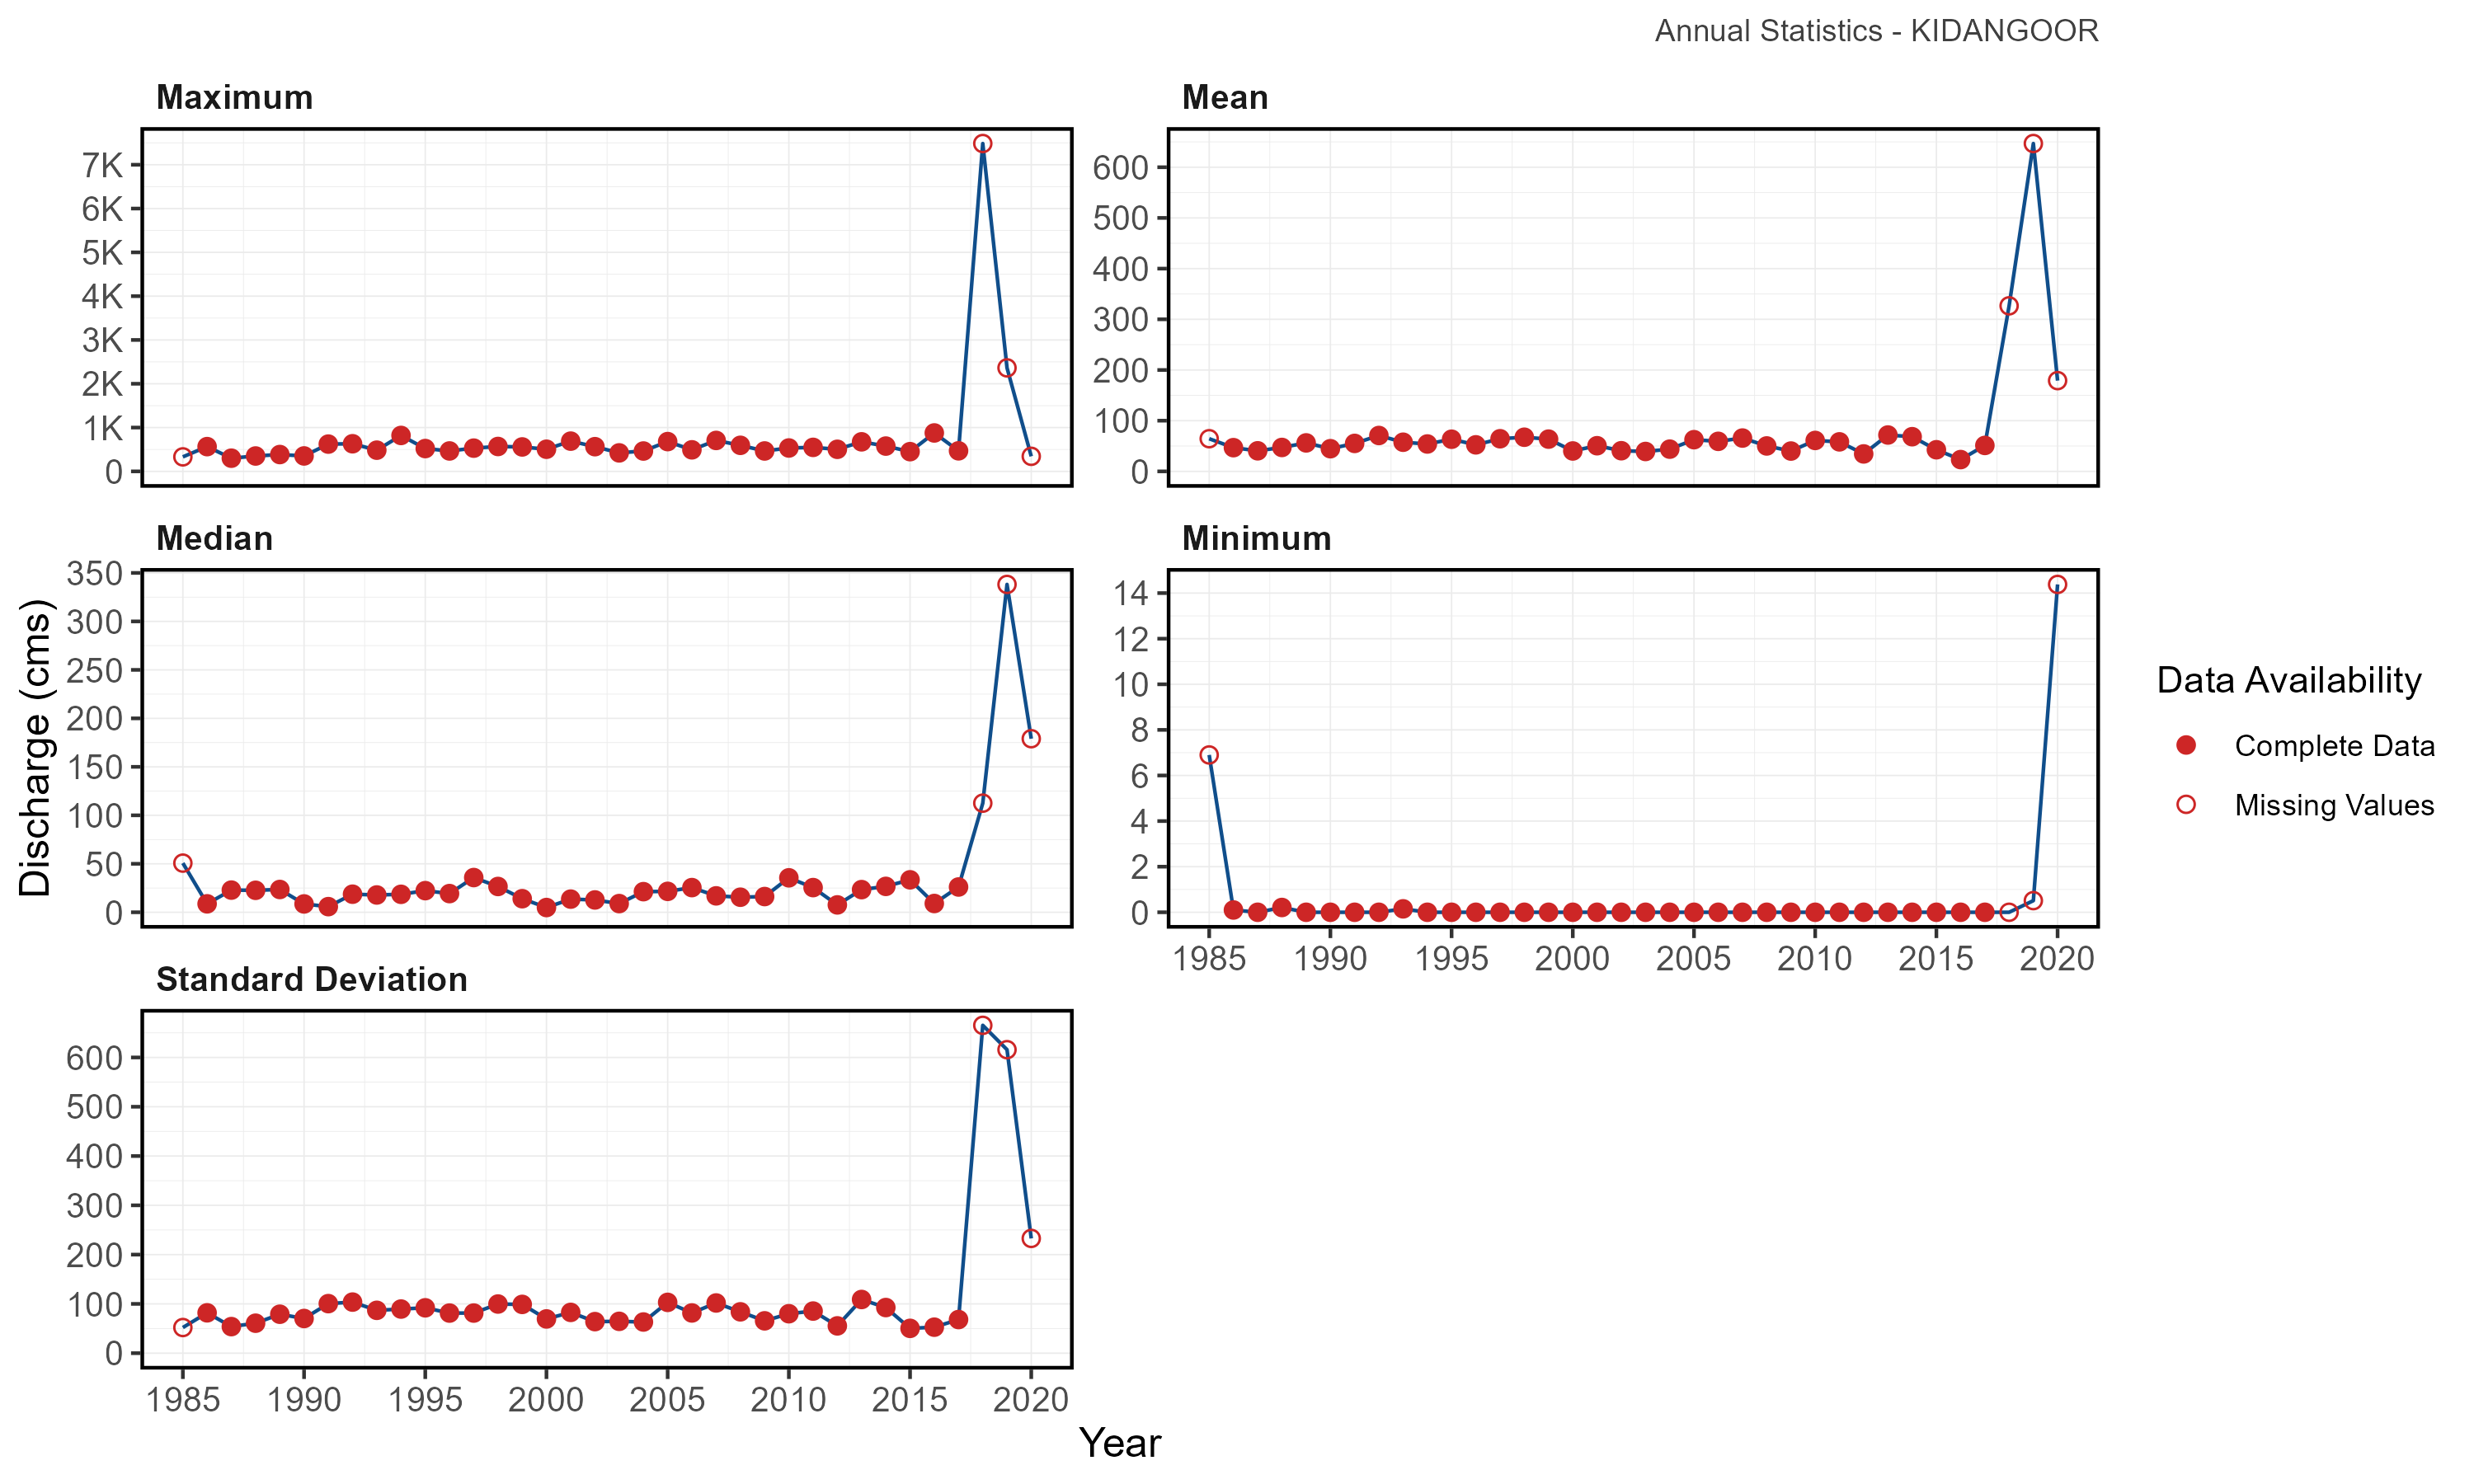 Annual Statistics - KIDANGOOR
Maximum
7K
6K
5K
4K
3K
2K
1K
0
Mean
600
500
400
300
200
100
0
Discharge (cms)
Median
350
300
250
200
150
100
50
0
Minimum
14
12
10
8
6
4
2
0
1985 1990 1995 2000 2005 2010 2015 2020
Standard Deviation
600
500
400
300
200
100
0
1985 1990 1995 2000 2005 2010 2015 2020
Year
Data Availability
Complete Data
Missing Values